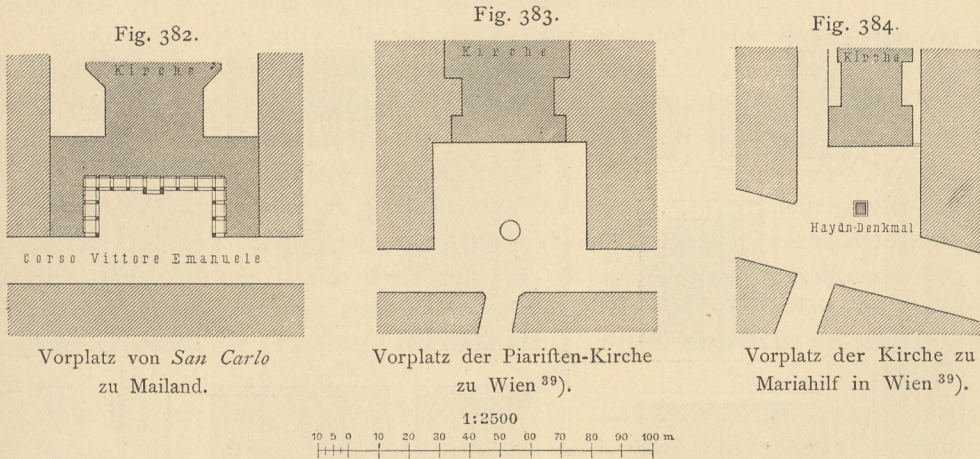 Fig. 382.
Kirche
Corso Vittore Emanuele
Vorplatz von San Carlo
zu Mailand.
Fig. 383.
Kirche
Vorplatz der Piariſten-Kirche
zu Wien ³⁹).
Fig. 384.
Kirche
Haydn-Denkmal
Vorplatz der Kirche zu
Mariahilf in Wien ³⁹).
1:2500
10 5 0 10 20 30 40 50 60 70 80 90 100 m